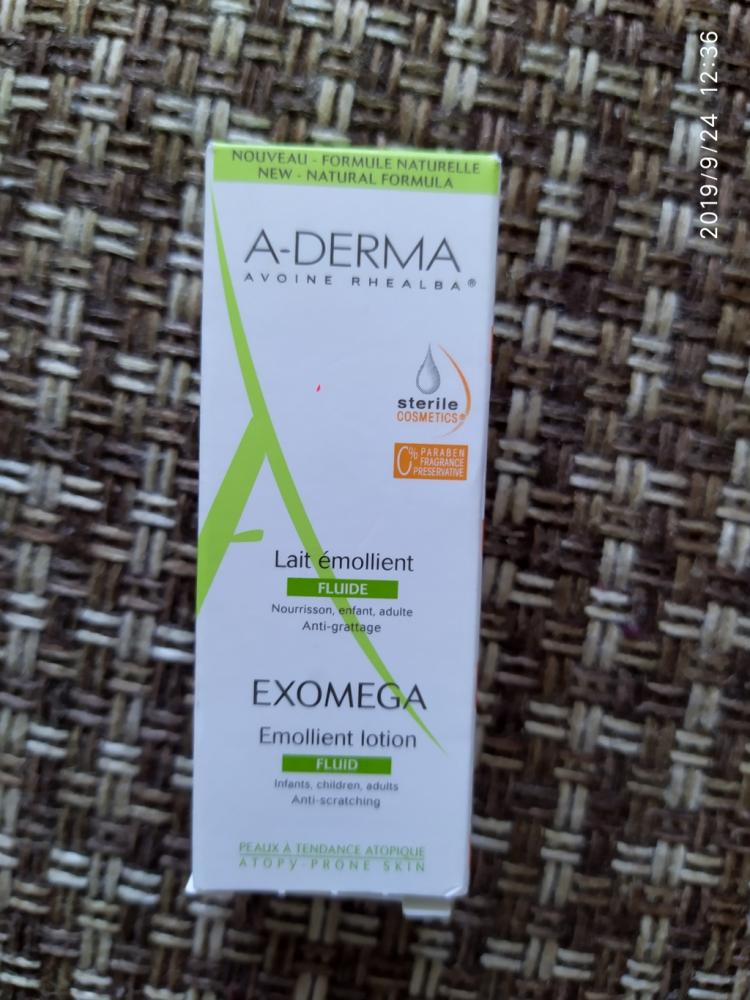 NOUVEAU - FORMULE NATURELLE
NEW - NATURAL FORMULA
A-DERMA
AVOINE RHEALBA®
sterile
COSMETICS®
0% PARABEN
FRAGRANCE
PRESERVATIVE
Lait émollient
FLUIDE
Nourrisson, enfant, adulte
Anti-grattage
EXOMEGA
Emollient lotion
FLUID
Infants, children, adults
Anti-scratching
PEAUX À TENDANCE ATOPIQUE
ATOPY-PRONE SKIN
2019/9/24 12:36